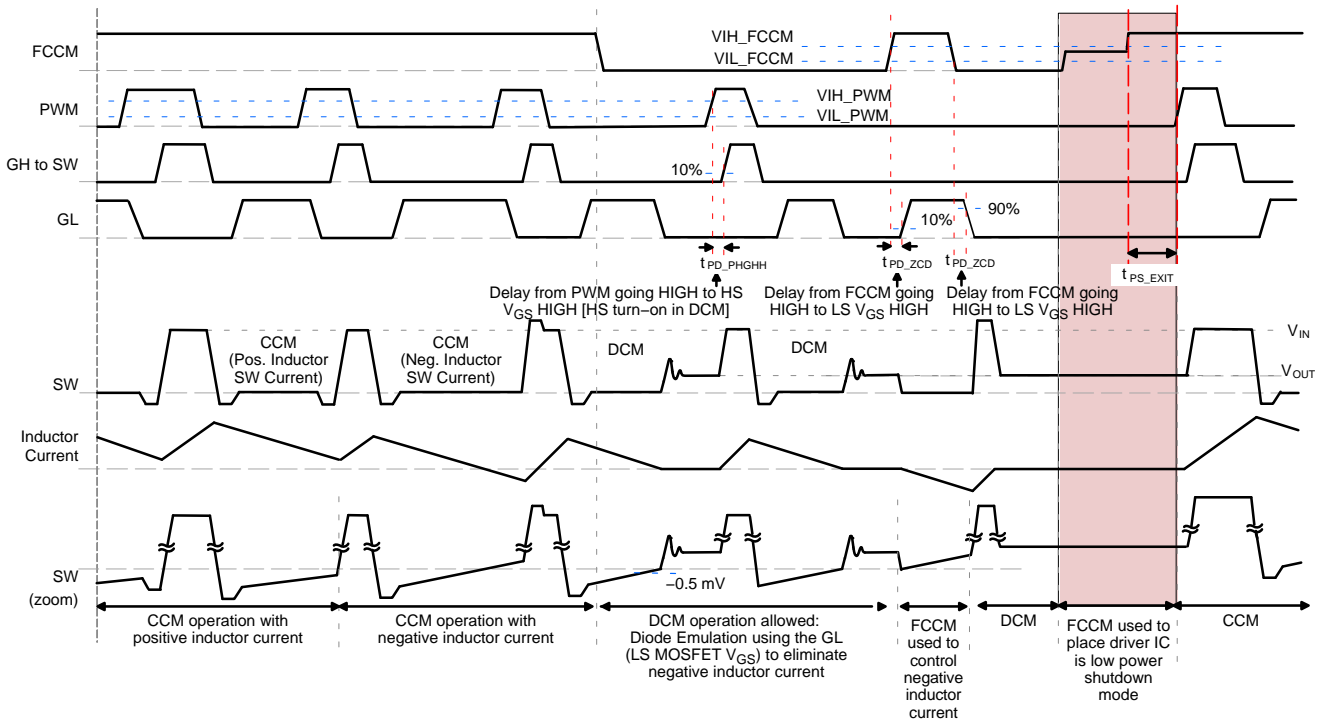 FCCM
VIH_FCCM
VIL_FCCM
PWM
VIH_PWM
VIL_PWM
GH to SW
10%
GL
10%
90%
t PD_PHGHH
t PD_ZCD
t PD_ZCD
t PS_EXIT
Delay from PWM going HIGH to HS
VGS HIGH [HS turn−on in DCM]
Delay from FCCM going
HIGH to LS VGS HIGH
Delay from FCCM going
HIGH to LS VGS HIGH
VIN
CCM
(Pos. Inductor
SW Current)
CCM
(Neg. Inductor
SW Current)
DCM
DCM
VOUT
SW
Inductor
Current
SW
(zoom)
−0.5 mV
CCM operation with
positive inductor current
CCM operation with
negative inductor current
DCM operation allowed:
Diode Emulation using the GL
(LS MOSFET VGS) to eliminate
negative inductor current
FCCM
used to
control
negative
inductor
current
DCM
FCCM used to
place driver IC
is low power
shutdown
mode
CCM